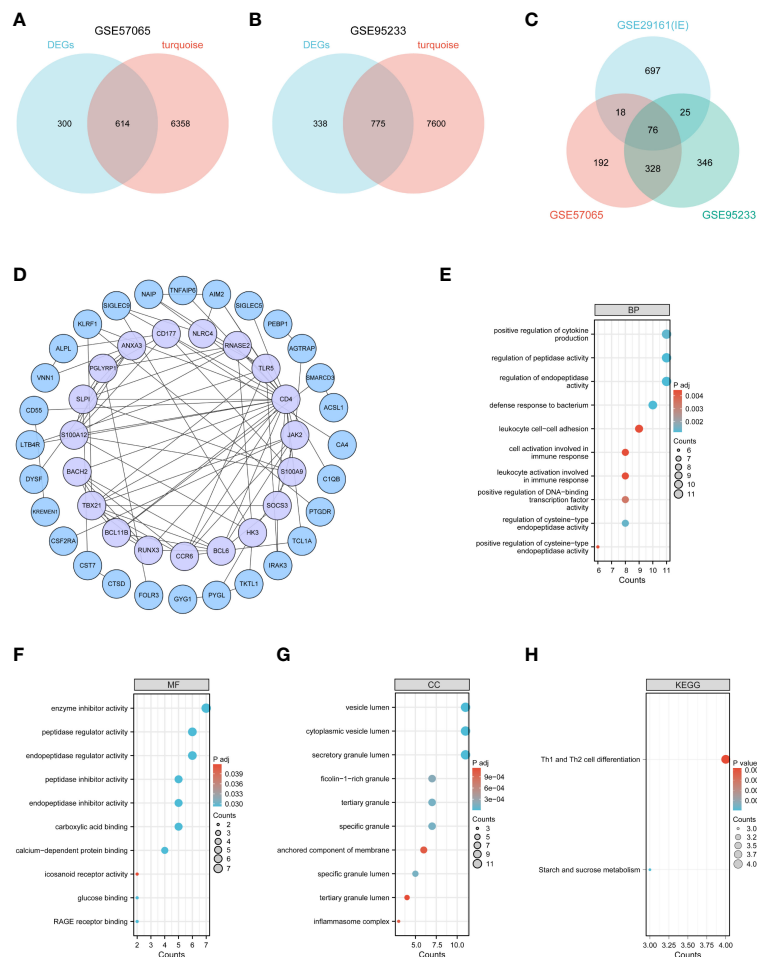 A
GSE57065
DEGs
turquoise
300
614
6358
B
GSE95233
DEGs
turquoise
338
775
7600
C
GSE29161(IE)
697
18
25
76
192
328
346
GSE57065
GSE95233
D
TNFAIP6
NAIP
AIM2
SIGLEC9
SIGLEC5
KLRF1
PEBP1
ALPL
AGTRAP
VNN1
SMARCD3
CD55
ACSL1
LTB4R
CA4
DYSF
C1QB
KREMEN1
PTGDR
CSF2RA
TCL1A
CST7
IRAK3
CTSD
TKTL1
FOLR3
GYG1
PYGL
CD177
NLRC4
ANXA3
RNASE2
PGLYRP1
TLR5
SLPI
CD4
S100A12
JAK2
BACH2
S100A9
TBX21
SOCS3
BCL11B
HK3
RUNX3
CCR6
BCL6
E
BP
positive regulation of cytokine
production
regulation of peptidase activity
regulation of endopeptidase
activity
defense response to bacterium
leukocyte cell−cell adhesion
cell activation involved in
immune response
leukocyte activation involved
in immune response
positive regulation of DNA−binding
transcription factor
activity
regulation of cysteine−type
endopeptidase activity
positive regulation of cysteine−type
endopeptidase activity
6 7 8 9 10 11
Counts
P adj
0.004
0.003
0.002
Counts
6
7
8
9
10
11
F
MF
enzyme inhibitor activity
peptidase regulator activity
endopeptidase regulator activity
peptidase inhibitor activity
endopeptidase inhibitor activity
carboxylic acid binding
calcium−dependent protein binding
icosanoid receptor activity
glucose binding
RAGE receptor binding
2 3 4 5 6 7
Counts
P adj
0.039
0.036
0.033
0.030
Counts
2
3
4
5
6
7
G
CC
vesicle lumen
cytoplasmic vesicle lumen
secretory granule lumen
ficolin−1−rich granule
tertiary granule
specific granule
anchored component of membrane
specific granule lumen
tertiary granule lumen
inflammasome complex
5.0 7.5 10.0
Counts
P adj
9e−04
6e−04
3e−04
Counts
3
5
7
9
11
H
KEGG
Th1 and Th2 cell differentiation
Starch and sucrose metabolism
3.00 3.25 3.50 3.75 4.00
Counts
P value
0.0
0.0
0.0
0.0
Counts
3.0
3.2
3.5
3.7
4.0